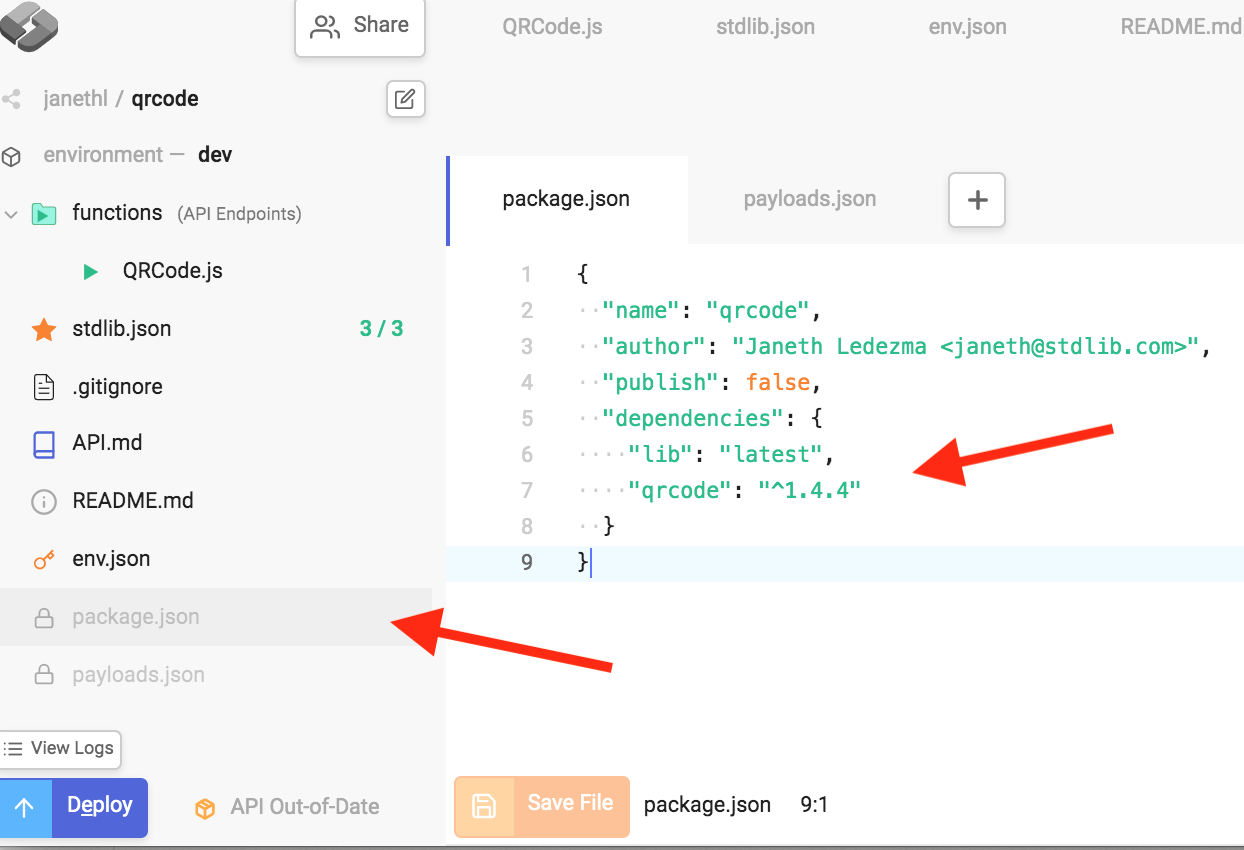 Share
QRCode.js stdlib.json env.json README.md
janethl / qrcode
environment — dev
functions (API Endpoints)
QRCode.js
stdlib.json 3 / 3
.gitignore
API.md
README.md
env.json
package.json
payloads.json
View Logs
Deploy
API Out-of-Date
package.json payloads.json +
1 {
2 ··"name": "qrcode",
3 ··"author": "Janeth Ledezma <janeth@stdlib.com>",
4 ··"publish": false,
5 ··"dependencies": {
6 ····"lib": "latest",
7 ····"qrcode": "^1.4.4"
8 ··}
9 }
Save File package.json 9:1